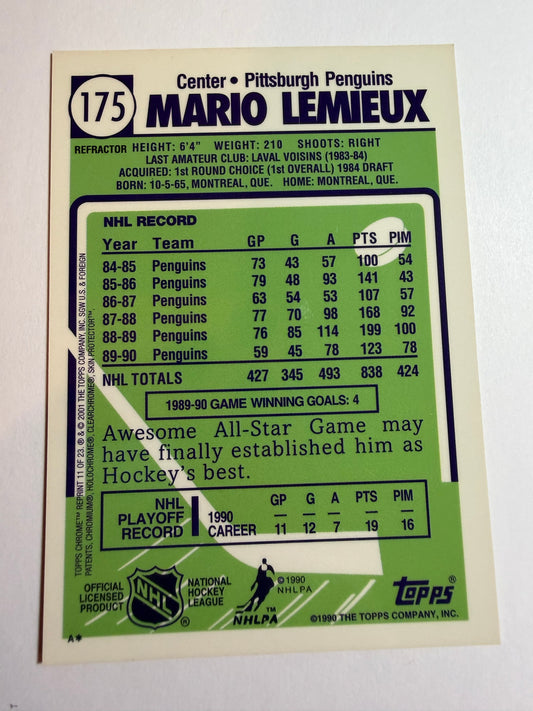 175
Center • Pittsburgh Penguins
MARIO LEMIEUX
REFRACTOR HEIGHT: 6'4" WEIGHT: 210 SHOOTS: RIGHT
LAST AMATEUR CLUB: LAVAL VOISINS (1983-84)
ACQUIRED: 1st ROUND CHOICE (1st OVERALL) 1984 DRAFT
BORN: 10-5-65, MONTREAL, QUE. HOME: MONTREAL, QUE.
NHL RECORD
Year Team GP G A PTS PIM
84-85 Penguins 73 43 57 100 54
85-86 Penguins 79 48 93 141 43
86-87 Penguins 63 54 53 107 57
87-88 Penguins 77 70 98 168 92
88-89 Penguins 76 85 114 199 100
89-90 Penguins 59 45 78 123 78
NHL TOTALS 427 345 493 838 424
1989-90 GAME WINNING GOALS: 4
Awesome All-Star Game may
have finally established him as
Hockey's best.
NHL PLAYOFF RECORD
GP G A PTS PIM
1990
CAREER 11 12 7 19 16
TOPPS CHROME™ REPRINT 11 OF 23. ® & © 2001 THE TOPPS COMPANY, INC. SGW U.S. & FOREIGN
PATENTS. CHROMIUM®, HOLOCHROME®, CLEARCHROME®, SKIN PROTECTOR™.
OFFICIAL
LICENSED
PRODUCT
NHL
®
NATIONAL
HOCKEY
LEAGUE
NHLPA™
©1990
NHLPA
Topps®
©1990 THE TOPPS COMPANY, INC.
A*